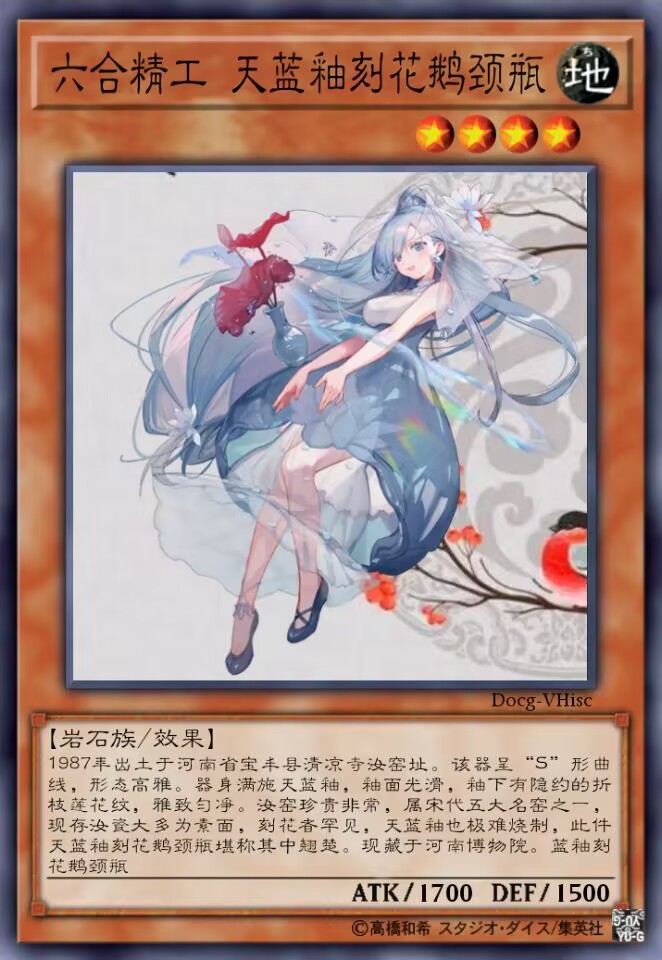 六合精工 天蓝釉刻花鹅颈瓶
ち
地
Docg-VHisc
【岩石族/效果】
1987年出土于河南省宝丰县清凉寺汝窑址。该器呈“S”形曲
线，形态高雅。器身满施天蓝釉，釉面光滑，釉下有隐约的折
枝莲花纹，雅致匀净。汝窑珍贵非常，属宋代五大名窑之一，
现存汝瓷大多为素面，刻花者罕见，天蓝釉也极难烧制，此件
天蓝釉刻花鹅颈瓶堪称其中翘楚。现藏于河南博物院。蓝釉刻
花鹅颈瓶
ATK/1700 DEF/1500
©高橋和希 スタジオ・ダイス/集英社